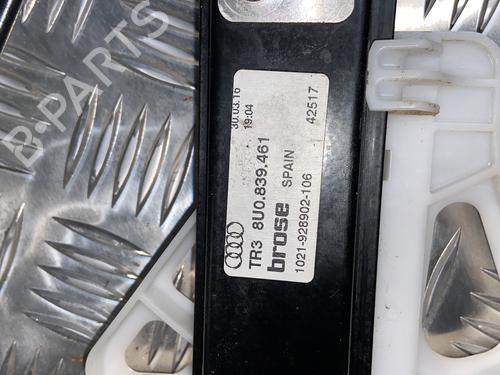 B-PARTS
30.03.16
19:04
42517
TR3 8U0.839.461
brose SPAIN
1021-928902-106